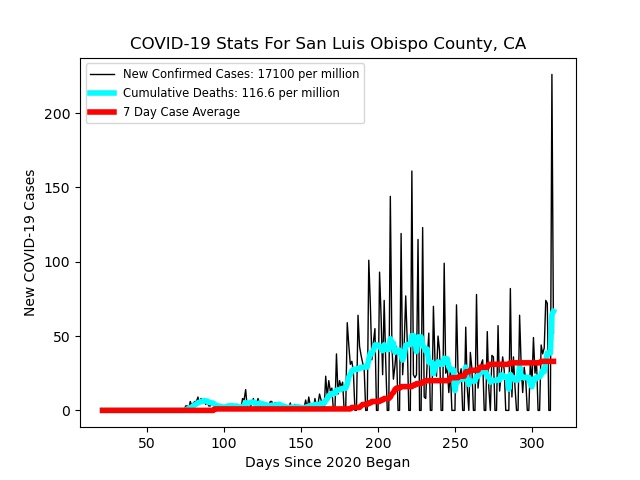 COVID-19 Stats For San Luis Obispo County, CA
New Confirmed Cases: 17100 per million
Cumulative Deaths: 116.6 per million
7 Day Case Average
New COVID-19 Cases
200
150
100
50
0
50 100 150 200 250 300
Days Since 2020 Began